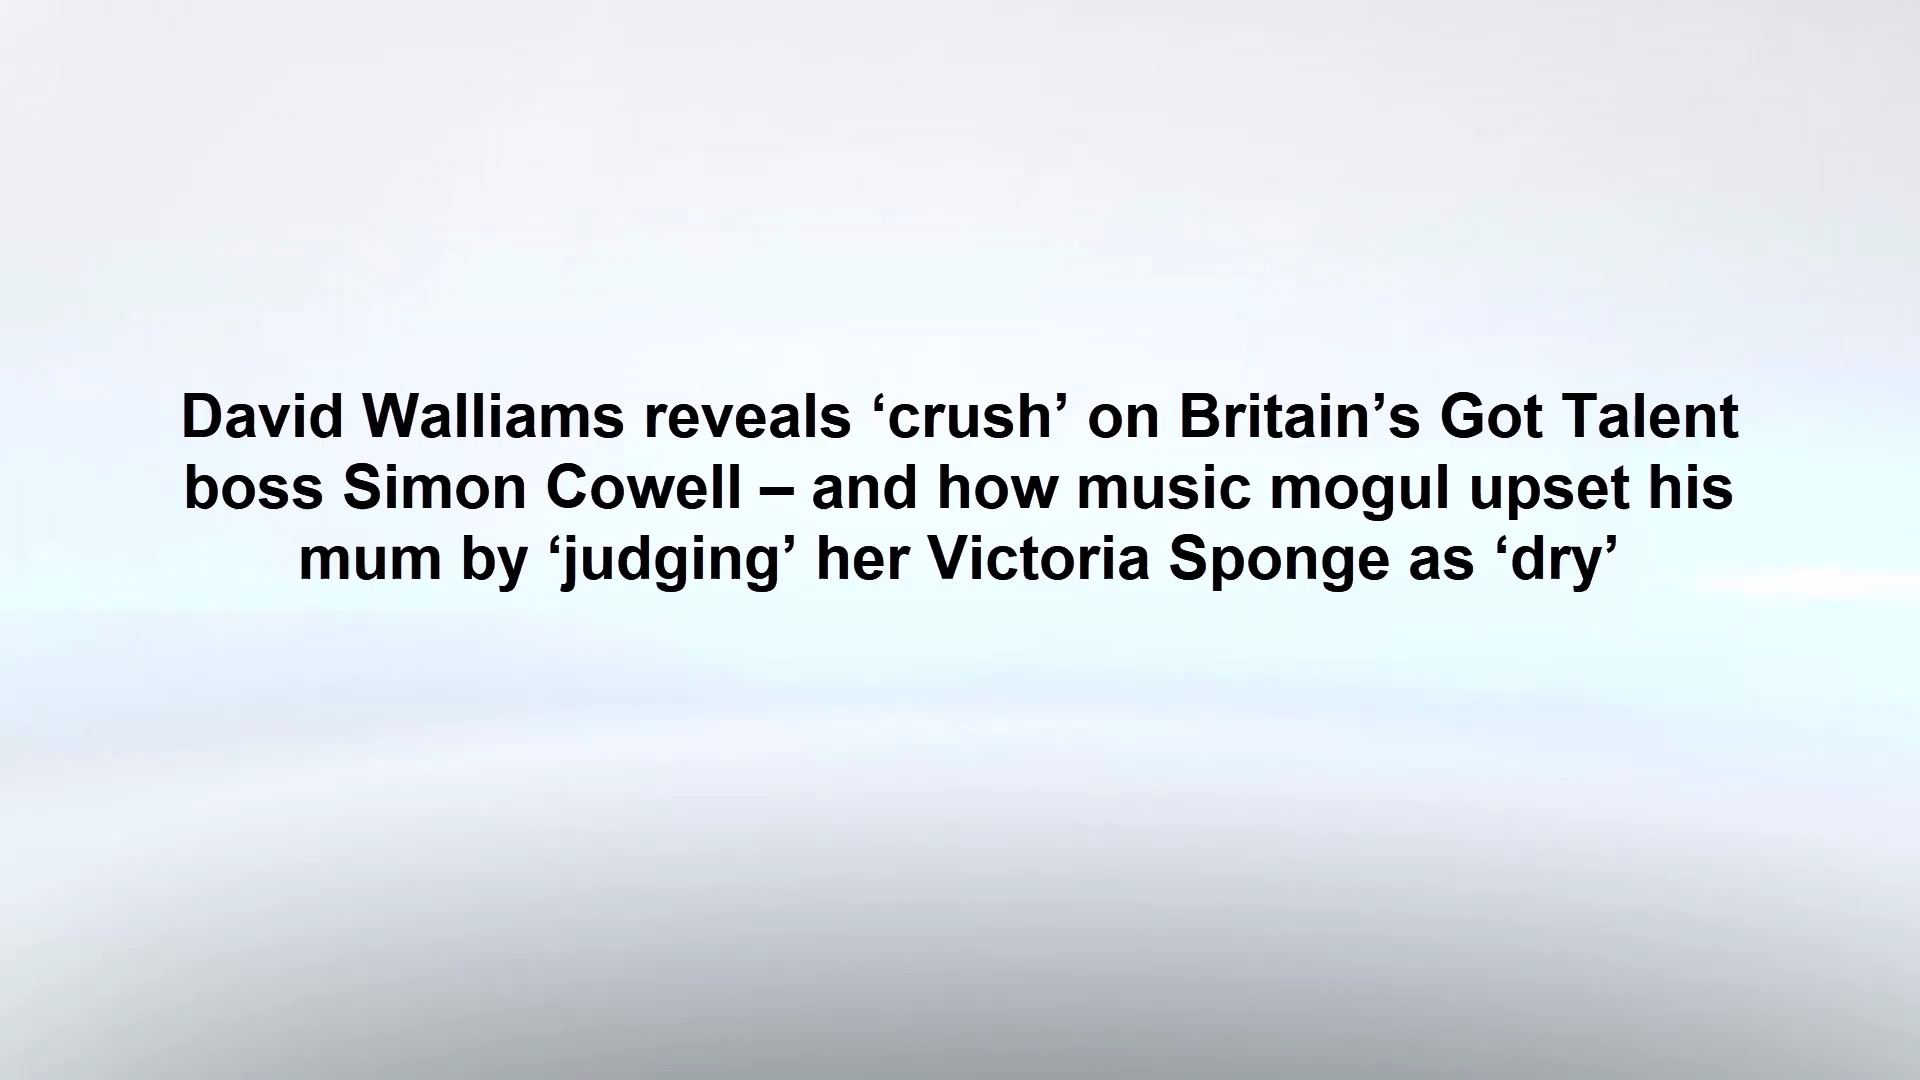 David Walliams reveals ‘crush’ on Britain’s Got Talent
boss Simon Cowell – and how music mogul upset his
mum by ‘judging’ her Victoria Sponge as ‘dry’